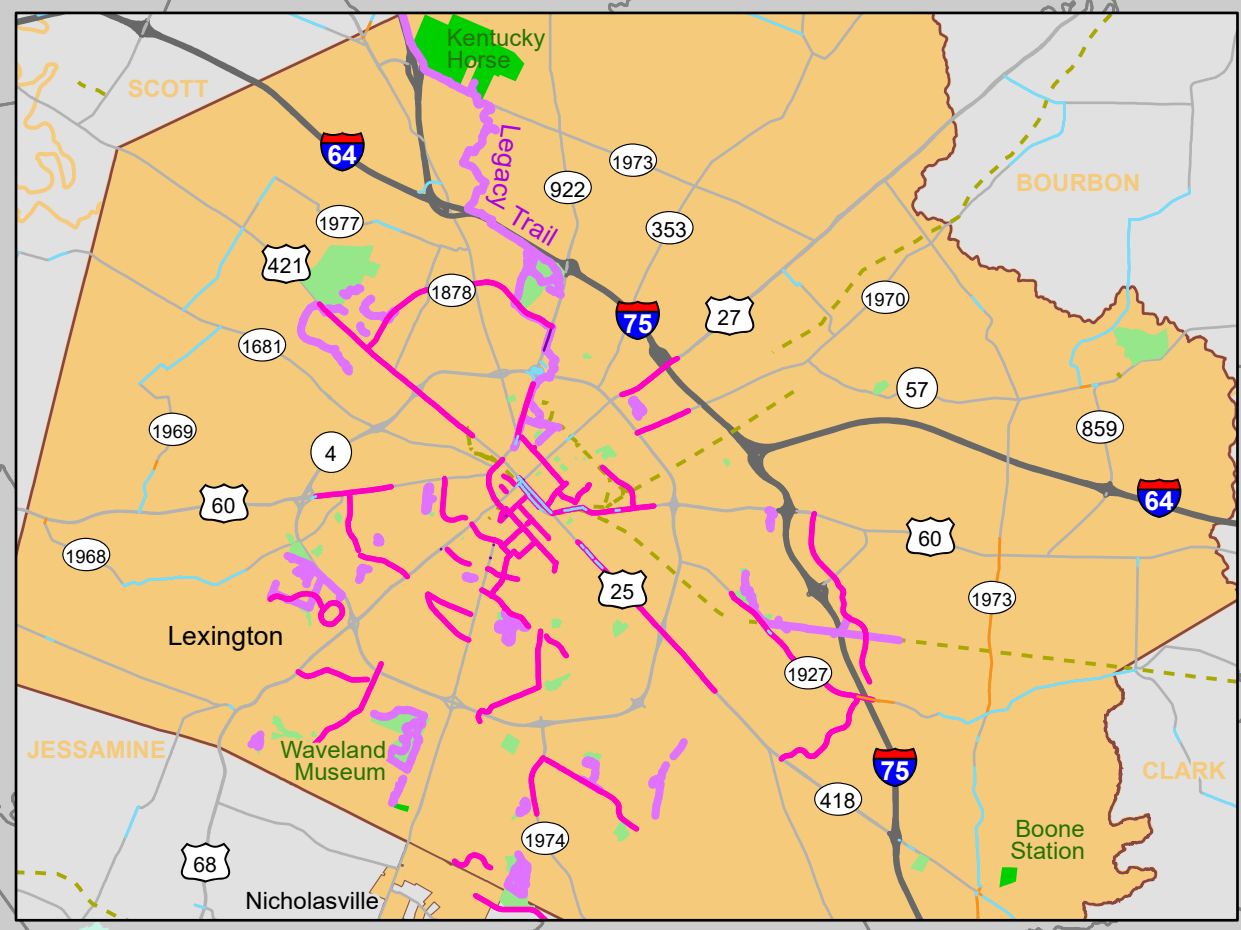 Kentucky
Horse
SCOTT
64
Legacy Trail
1973
922
BOURBON
1977
353
421
1878
1970
75
27
1681
57
1969
859
4
60
64
60
1968
25
1973
Lexington
1927
JESSAMINE
Waveland
Museum
75
CLARK
418
Boone
Station
1974
68
Nicholasville